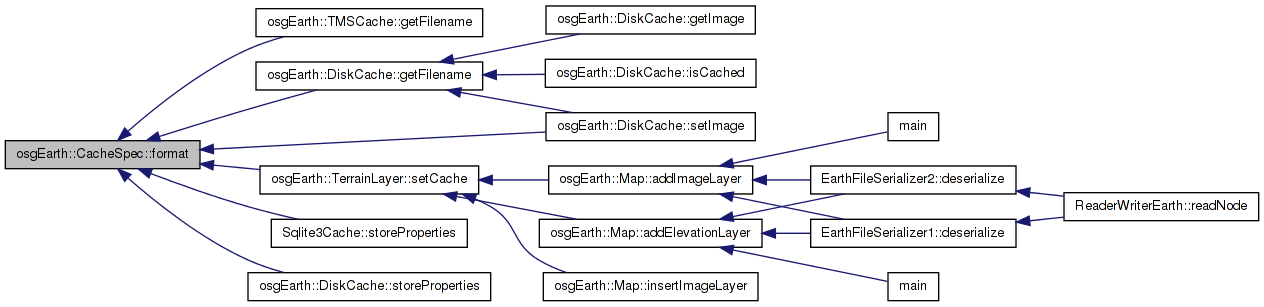 osgEarth::TMSCache::getFilename
osgEarth::DiskCache::getImage
osgEarth::DiskCache::getFilename
osgEarth::DiskCache::isCached
osgEarth::DiskCache::setImage
main
osgEarth::CacheSpec::format
osgEarth::TerrainLayer::setCache
osgEarth::Map::addImageLayer
EarthFileSerializer2::deserialize
ReaderWriterEarth::readNode
Sqlite3Cache::storeProperties
osgEarth::Map::addElevationLayer
EarthFileSerializer1::deserialize
osgEarth::DiskCache::storeProperties
osgEarth::Map::insertImageLayer
main